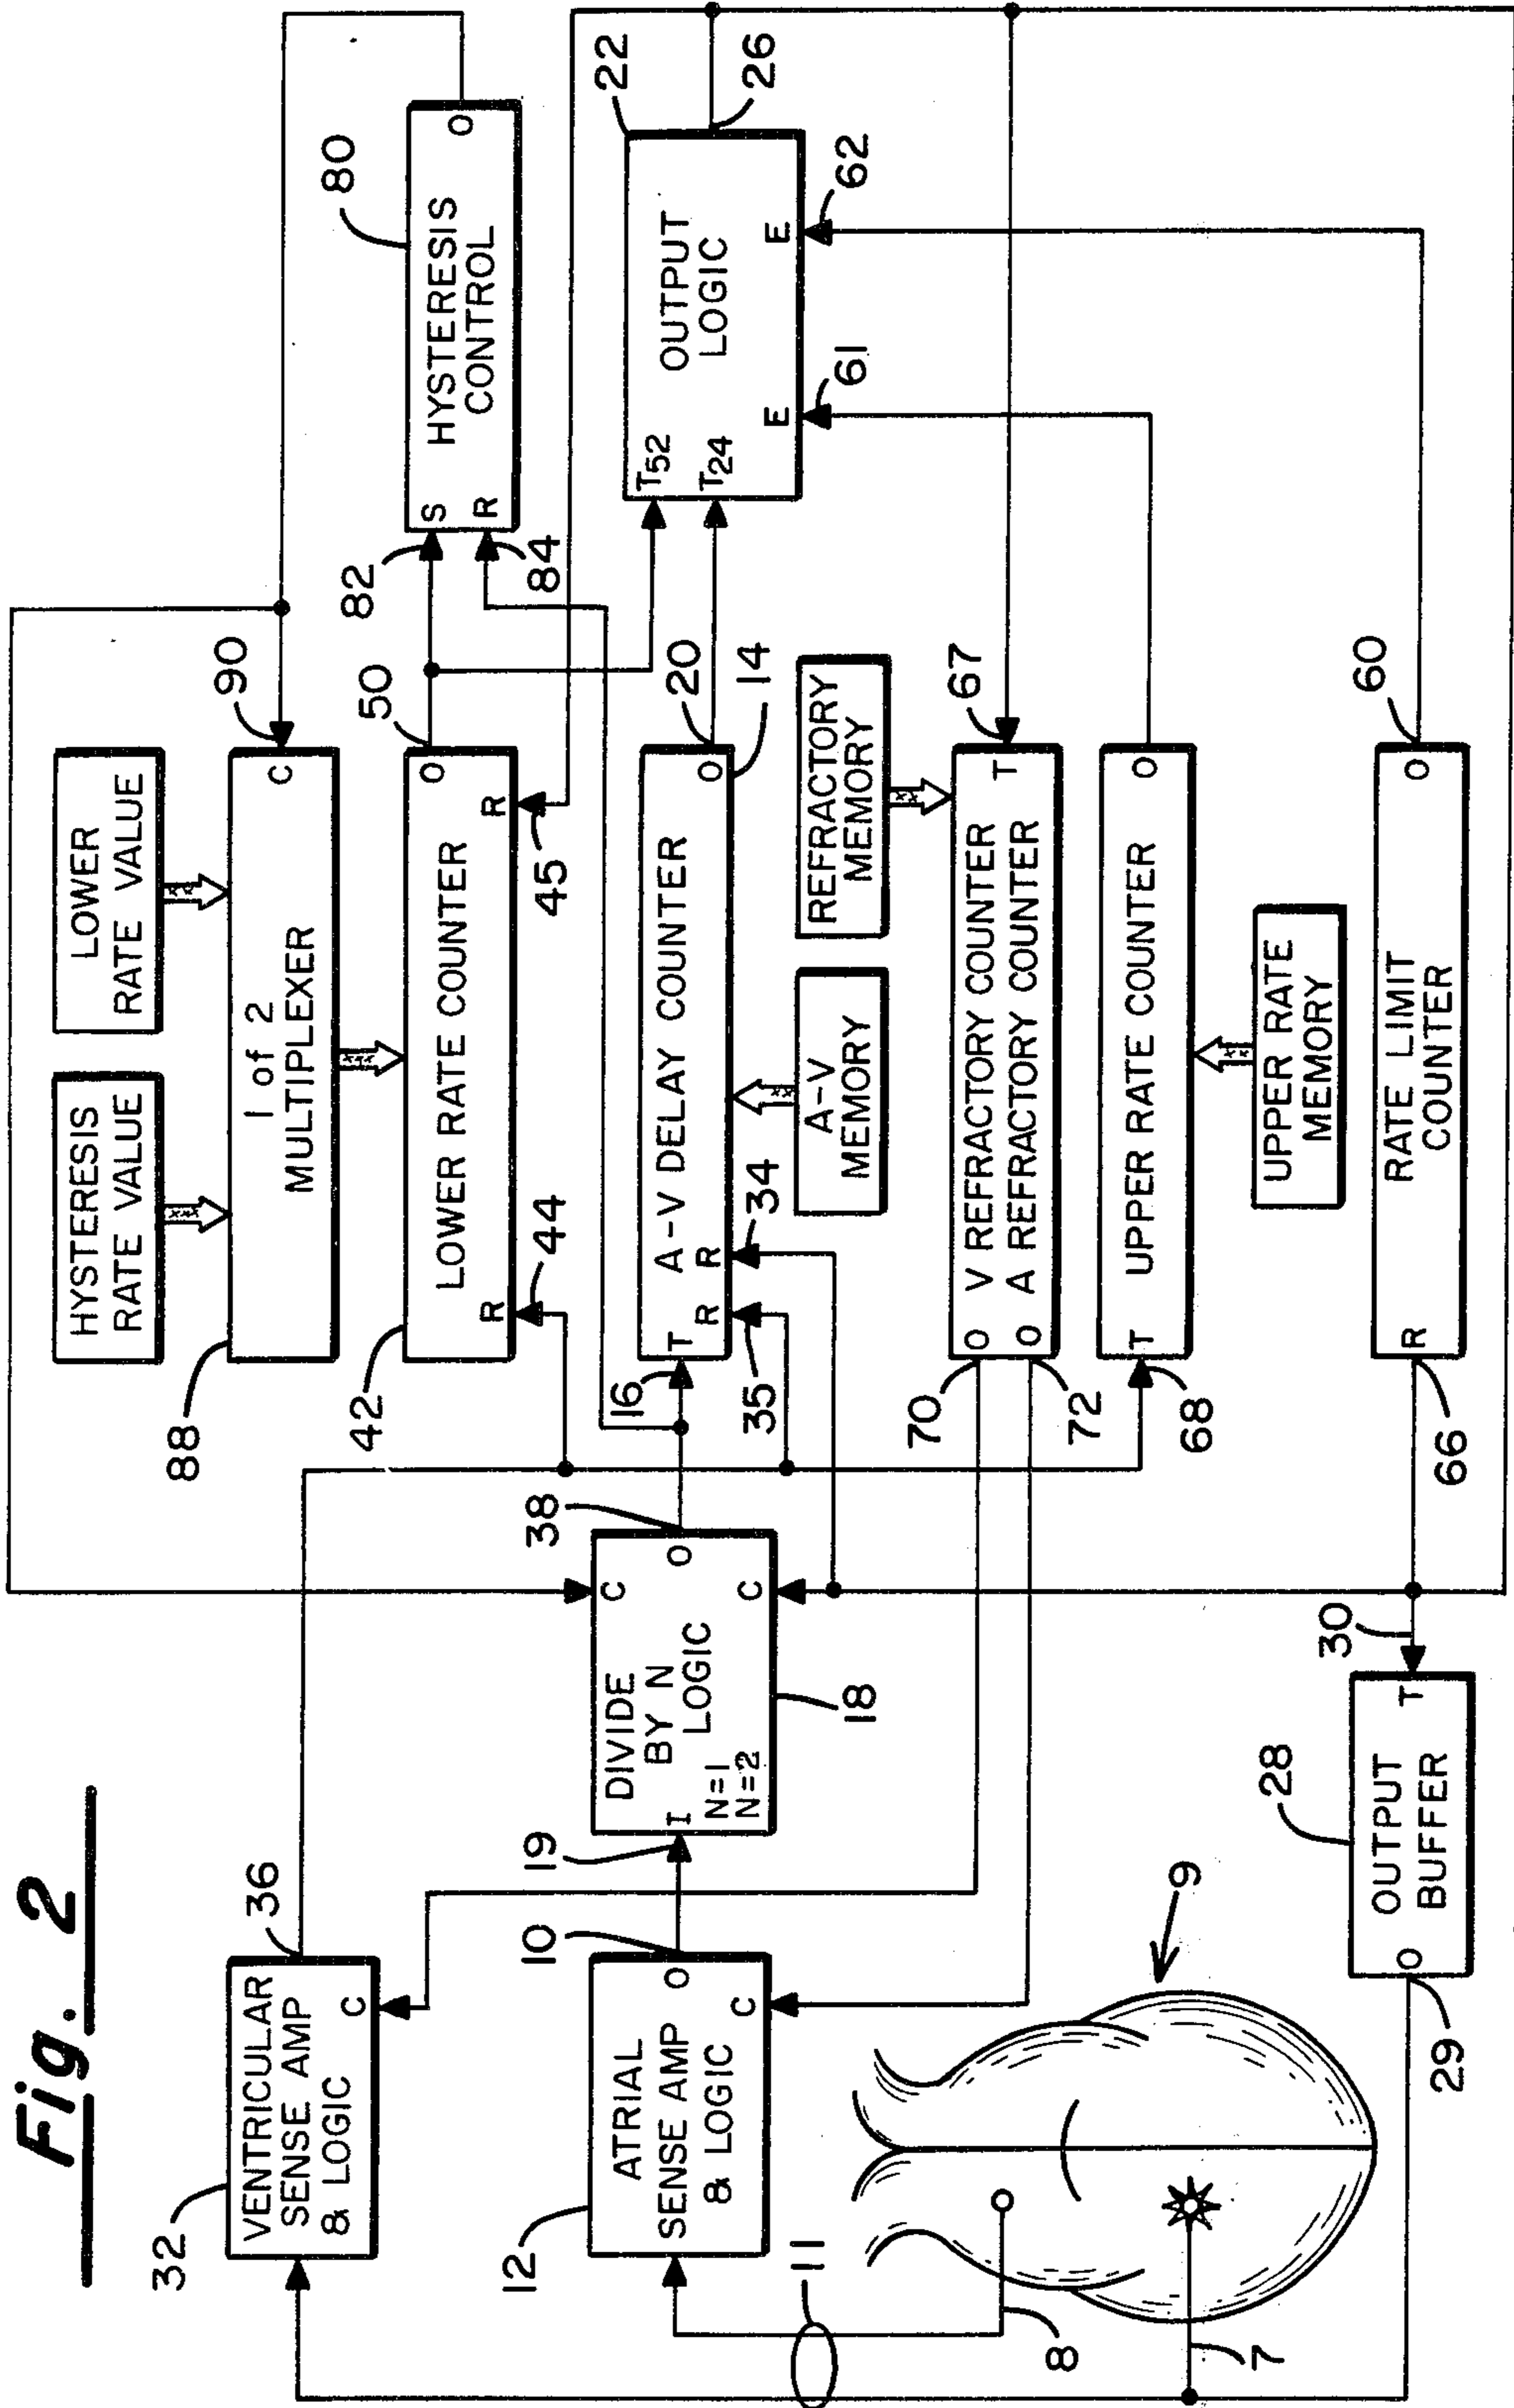 Fig. 2
HYSTERESIS
RATE VALUE
LOWER
RATE VALUE
88
1 of 2
MULTIPLEXER
C
90
42
LOWER RATE COUNTER
O
50
R
44
R
45
82
S
R
84
HYSTERESIS
CONTROL
O
80
32
VENTRICULAR
SENSE AMP
& LOGIC
C
36
12
ATRIAL
SENSE AMP
& LOGIC
O
C
10
19
I
DIVIDE
BY N
LOGIC
N=1
N=2
C
O
C
38
18
16
T
A-V DELAY COUNTER
O
R
R
35
34
20
14
A-V
MEMORY
REFRACTORY
MEMORY
T52
T24
OUTPUT
LOGIC
E
E
22
26
61
62
70
72
O
O
V REFRACTORY COUNTER
A REFRACTORY COUNTER
T
67
68
T
UPPER RATE COUNTER
O
UPPER RATE
MEMORY
66
R
RATE LIMIT
COUNTER
O
60
11
8
7
9
28
29
O
OUTPUT
BUFFER
T
30